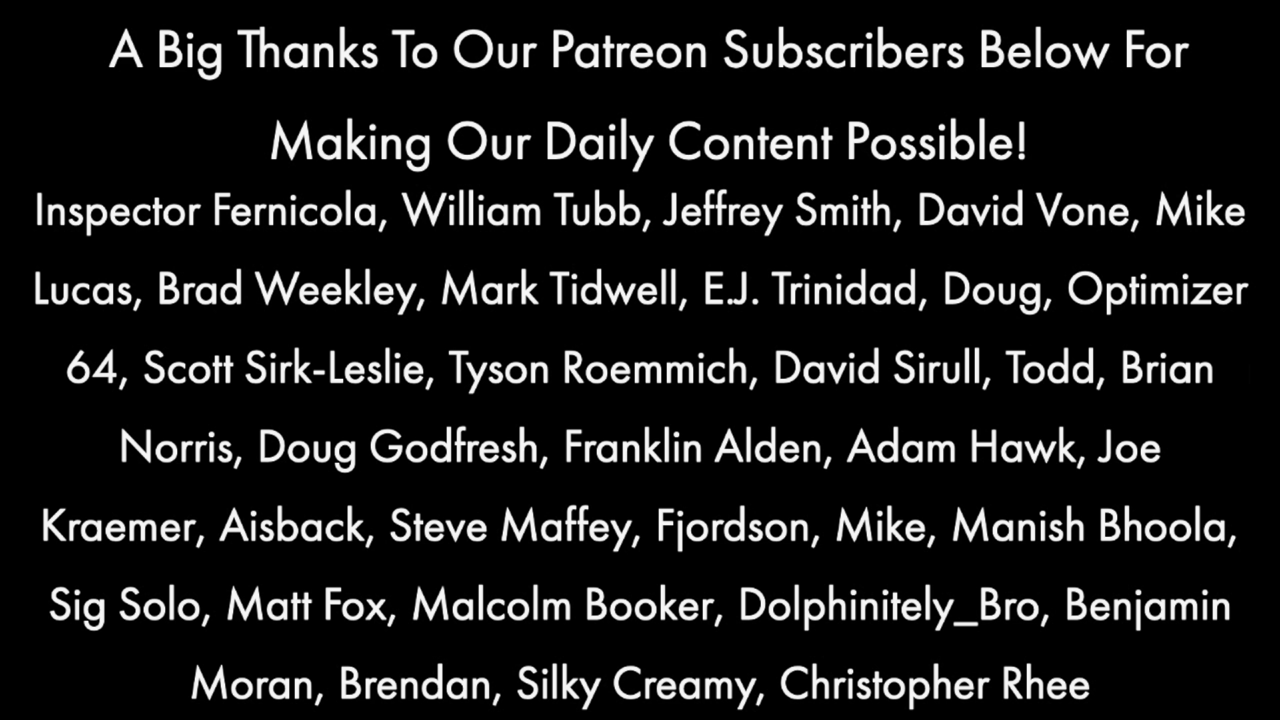 A Big Thanks To Our Patreon Subscribers Below For
Making Our Daily Content Possible!
Inspector Fernicola, William Tubb, Jeffrey Smith, David Vone, Mike
Lucas, Brad Weekley, Mark Tidwell, E.J. Trinidad, Doug, Optimizer
64, Scott Sirk-Leslie, Tyson Roemmich, David Sirull, Todd, Brian
Norris, Doug Godfresh, Franklin Alden, Adam Hawk, Joe
Kraemer, Aisback, Steve Maffey, Fjordson, Mike, Manish Bhoola,
Sig Solo, Matt Fox, Malcolm Booker, Dolphinitely_Bro, Benjamin
Moran, Brendan, Silky Creamy, Christopher Rhee